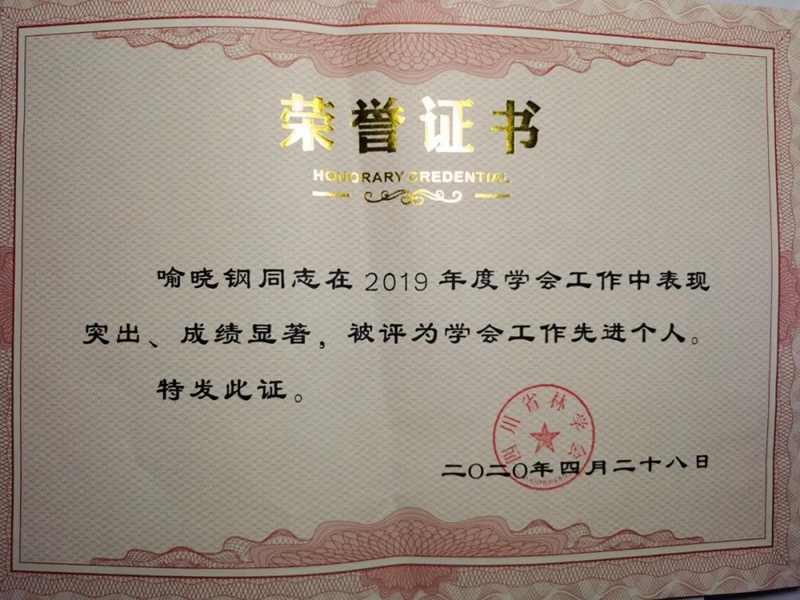 荣誉证书
HONORARY CREDENTIAL
喻晓钢同志在2019年度学会工作中表现
突出、成绩显著，被评为学会工作先进个人。
特发此证。
四川省林学会
二〇二〇年四月二十八日